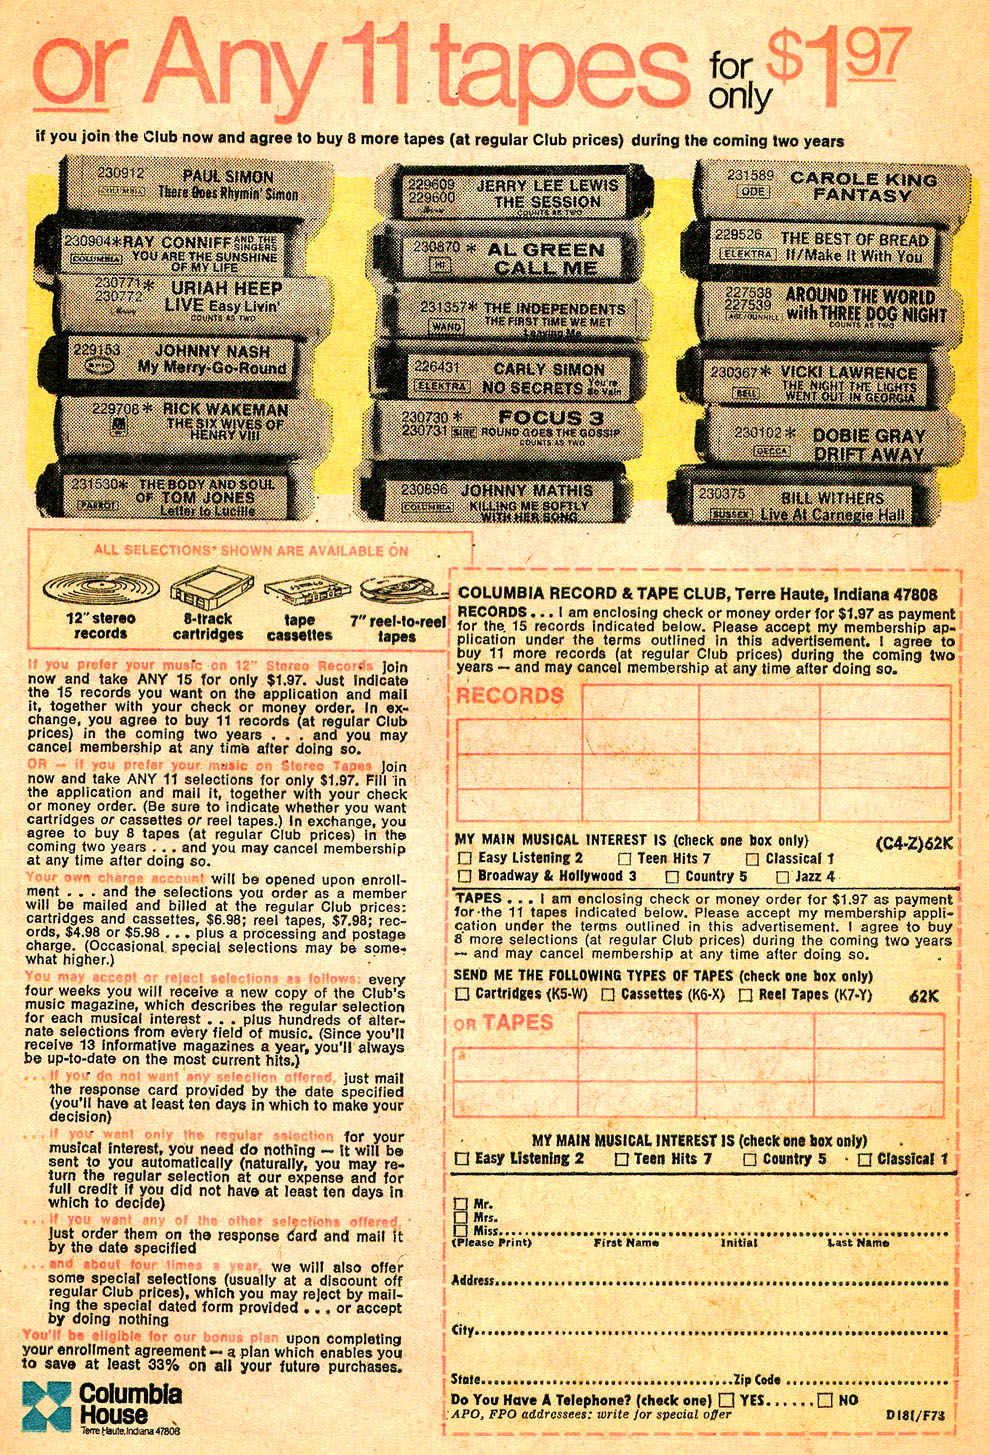 or Any 11 tapes for only $1.97
if you join the Club now and agree to buy 8 more tapes (at regular Club prices) during the coming two years
230912
COLUMBIA
PAUL SIMON
There Goes Rhymin' Simon
230904*
COLUMBIA
RAY CONNIFF AND THE SINGERS
YOU ARE THE SUNSHINE
OF MY LIFE
230771*
230772
URIAH HEEP
LIVE Easy Livin'
COUNTS AS TWO
229153
EPIC
JOHNNY NASH
My Merry-Go-Round
229708*
RICK WAKEMAN
THE SIX WIVES OF
HENRY VIII
231530*
PARROT
THE BODY AND SOUL
OF TOM JONES
Letter to Lucille
229609
229600
JERRY LEE LEWIS
THE SESSION
COUNTS AS TWO
230870*
HI
AL GREEN
CALL ME
231357*
WAND
THE INDEPENDENTS
THE FIRST TIME WE MET
Leaving Me
226431
ELEKTRA
CARLY SIMON
NO SECRETS You're So Vain
230730*
230731 SIRE
FOCUS 3
ROUND GOES THE GOSSIP
COUNTS AS TWO
230896
COLUMBIA
JOHNNY MATHIS
KILLING ME SOFTLY
WITH HER SONG
231589
ODE
CAROLE KING
FANTASY
229526
ELEKTRA
THE BEST OF BREAD
If/Make It With You
227538
227539
AROUND THE WORLD
with THREE DOG NIGHT
COUNTS AS TWO
230367*
BELL
VICKI LAWRENCE
THE NIGHT THE LIGHTS
WENT OUT IN GEORGIA
230102*
DECCA
DOBIE GRAY
DRIFT AWAY
230375
SUSSEX
BILL WITHERS
Live At Carnegie Hall
ALL SELECTIONS* SHOWN ARE AVAILABLE ON
12" stereo records
8-track cartridges
tape cassettes
7" reel-to-reel tapes
If you prefer your music on 12" Stereo Records join
now and take ANY 15 for only $1.97. Just indicate
the 15 records you want on the application and mail
it, together with your check or money order. In ex-
change, you agree to buy 11 records (at regular Club
prices) in the coming two years . . . and you may
cancel membership at any time after doing so.
OR — if you prefer your music on Stereo Tapes join
now and take ANY 11 selections for only $1.97. Fill in
the application and mail it, together with your check
or money order. (Be sure to indicate whether you want
cartridges or cassettes or reel tapes.) In exchange, you
agree to buy 8 tapes (at regular Club prices) in the
coming two years . . . and you may cancel membership
at any time after doing so.
Your own charge account will be opened upon enroll-
ment . . . and the selections you order as a member
will be mailed and billed at the regular Club prices:
cartridges and cassettes, $6.98; reel tapes, $7.98; rec-
ords, $4.98 or $5.98 . . . plus a processing and postage
charge. (Occasional special selections may be some-
what higher.)
You may accept or reject selections as follows: every
four weeks you will receive a new copy of the Club's
music magazine, which describes the regular selection
for each musical interest . . . plus hundreds of alter-
nate selections from every field of music. (Since you'll
receive 13 informative magazines a year, you'll always
be up-to-date on the most current hits.)
. . . if you do not want any selection offered, just mail
the response card provided by the date specified
(you'll have at least ten days in which to make your
decision)
. . . if you want only the regular selection for your
musical interest, you need do nothing — it will be
sent to you automatically (naturally, you may re-
turn the regular selection at our expense and for
full credit if you did not have at least ten days in
which to decide)
. . . if you want any of the other selections offered,
just order them on the response card and mail it
by the date specified
. . . and about four times a year, we will also offer
some special selections (usually at a discount off
regular Club prices), which you may reject by mail-
ing the special dated form provided . . . or accept
by doing nothing
You'll be eligible for our bonus plan upon completing
your enrollment agreement — a plan which enables you
to save at least 33% on all your future purchases.
Columbia
House
Terre Haute, Indiana 47808
COLUMBIA RECORD & TAPE CLUB, Terre Haute, Indiana 47808
RECORDS . . . I am enclosing check or money order for $1.97 as payment
for the 15 records indicated below. Please accept my membership ap-
plication under the terms outlined in this advertisement. I agree to
buy 11 more records (at regular Club prices) during the coming two
years — and may cancel membership at any time after doing so.
RECORDS
MY MAIN MUSICAL INTEREST IS (check one box only) (C4-Z)62K
Easy Listening 2 Teen Hits 7 Classical 1
Broadway & Hollywood 3 Country 5 Jazz 4
TAPES . . . I am enclosing check or money order for $1.97 as payment
for the 11 tapes indicated below. Please accept my membership appli-
cation under the terms outlined in this advertisement. I agree to buy
8 more selections (at regular Club prices) during the coming two years
— and may cancel membership at any time after doing so.
SEND ME THE FOLLOWING TYPES OF TAPES (check one box only)
Cartridges (K5-W) Cassettes (K6-X) Reel Tapes (K7-Y) 62K
OR TAPES
MY MAIN MUSICAL INTEREST IS (check one box only)
Easy Listening 2 Teen Hits 7 Country 5 Classical 1
Mr.
Mrs.
Miss
(Please Print) First Name Initial Last Name
Address
City
State Zip Code
Do You Have A Telephone? (check one) YES...... NO
APO, FPO addressees: write for special offer D181/F73